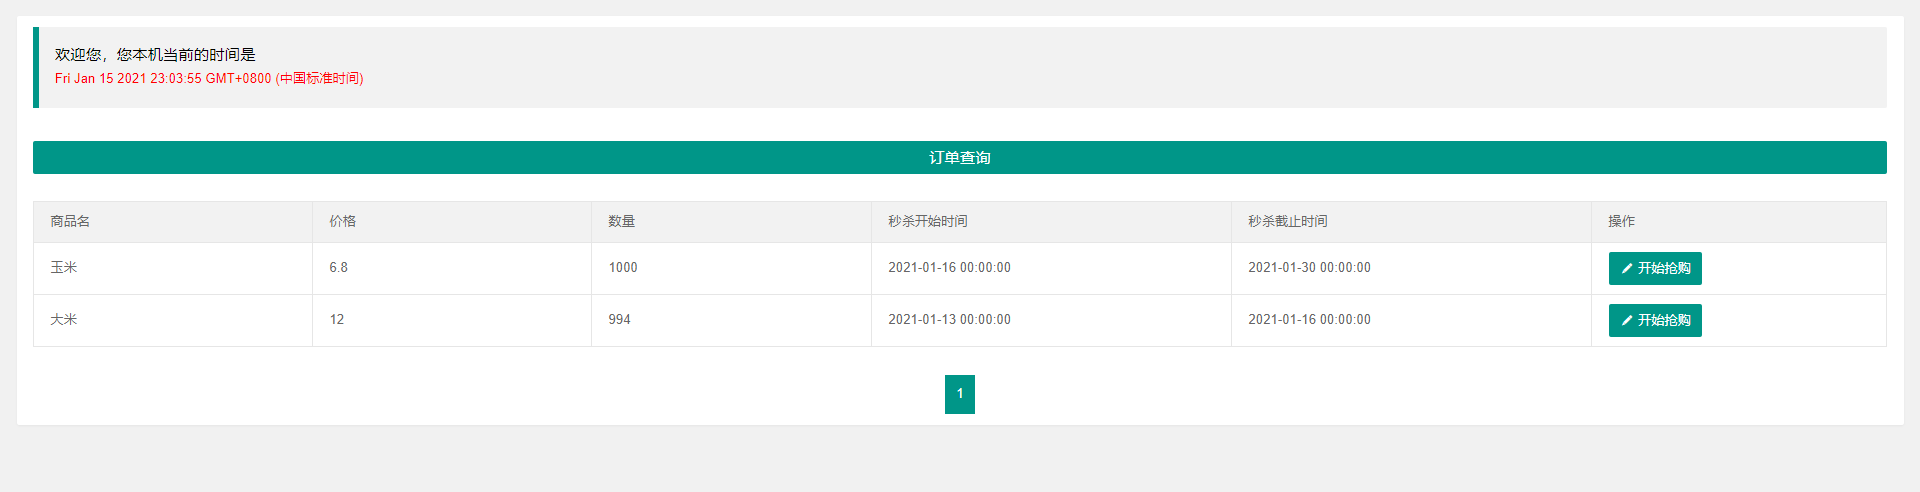 欢迎您，您本机当前的时间是
Fri Jan 15 2021 23:03:55 GMT+0800 (中国标准时间)
订单查询
商品名 价格 数量 秒杀开始时间 秒杀截止时间 操作
玉米 6.8 1000 2021-01-16 00:00:00 2021-01-30 00:00:00 开始抢购
大米 12 994 2021-01-13 00:00:00 2021-01-16 00:00:00 开始抢购
1